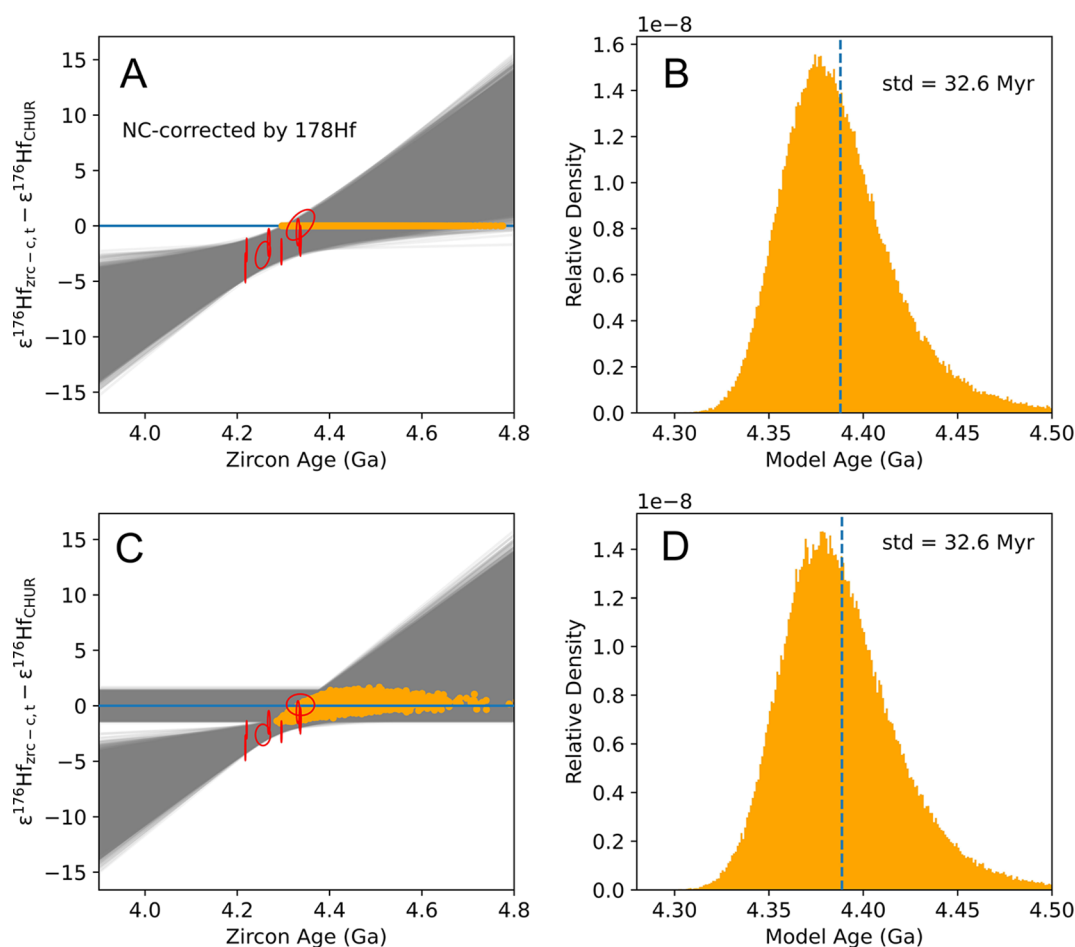 A
NC-corrected by 178Hf
15
10
5
0
−5
−10
−15
ε¹⁷⁶Hf_zrc − c, t − ε¹⁷⁶Hf_CHUR
4.0 4.2 4.4 4.6 4.8
Zircon Age (Ga)
1e−8
B
std = 32.6 Myr
1.6
1.4
1.2
1.0
0.8
0.6
0.4
0.2
0.0
Relative Density
4.30 4.35 4.40 4.45 4.50
Model Age (Ga)
C
15
10
5
0
−5
−10
−15
ε¹⁷⁶Hf_zrc − c, t − ε¹⁷⁶Hf_CHUR
4.0 4.2 4.4 4.6 4.8
Zircon Age (Ga)
1e−8
D
std = 32.6 Myr
1.4
1.2
1.0
0.8
0.6
0.4
0.2
0.0
Relative Density
4.30 4.35 4.40 4.45 4.50
Model Age (Ga)